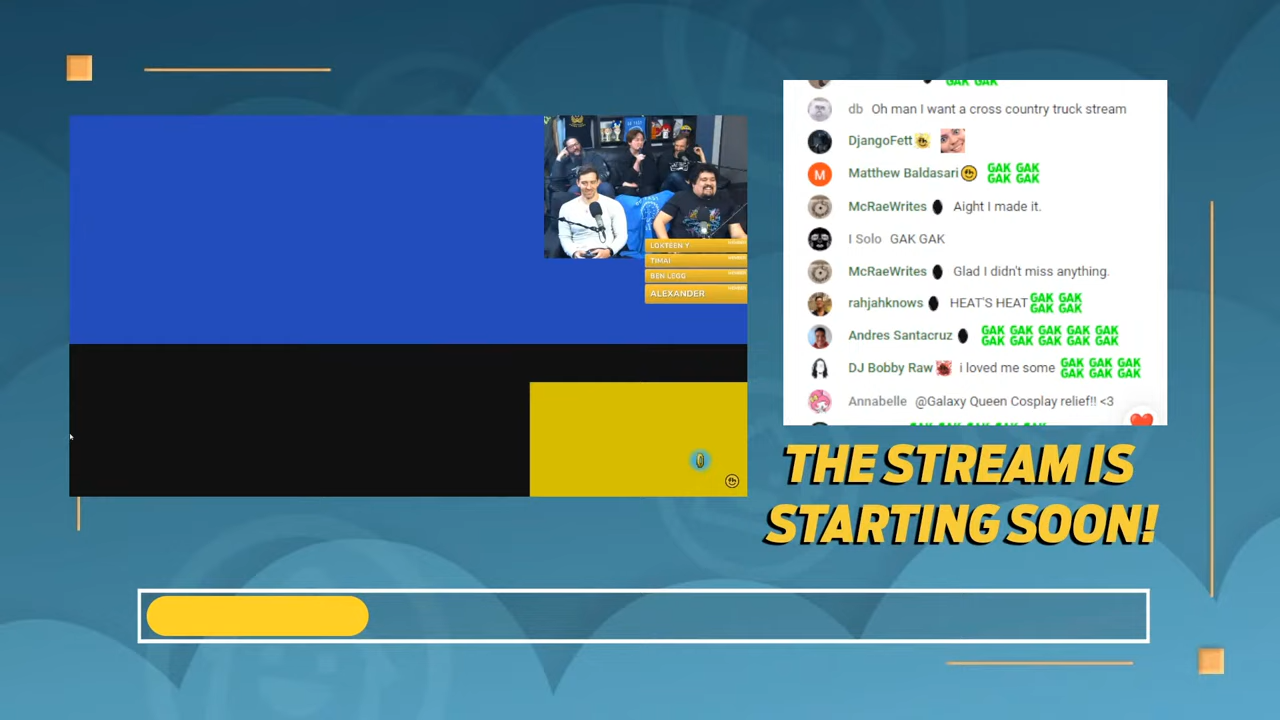 LOXTEEN Y
TIMAI
BEN LEGG
ALEXANDER
GAK GAK
db Oh man I want a cross country truck stream
DjangoFett
Matthew Baldasari GAK GAK
GAK GAK
McRaeWrites Aight I made it.
I Solo GAK GAK
McRaeWrites Glad I didn't miss anything.
rahjahknows HEAT'S HEAT GAK GAK
GAK GAK
Andres Santacruz GAK GAK GAK GAK GAK
GAK GAK GAK GAK GAK
DJ Bobby Raw i loved me some GAK GAK GAK
GAK GAK GAK
Annabelle @Galaxy Queen Cosplay relief!! <3
THE STREAM IS
STARTING SOON!